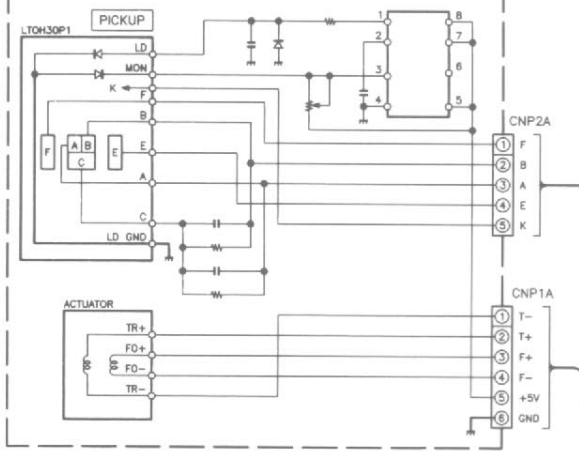 PICKUP
LTOH30P1
LD
MON
K
F
B
E
A
C
LD GND
F
A B
C
E
1
2
3
4
8
7
6
5
CNP2A
1 F
2 B
3 A
4 E
5 K
ACTUATOR
TR+
FO+
FO-
TR-
CNP1A
1 T-
2 T+
3 F+
4 F-
5 +5V
6 GND